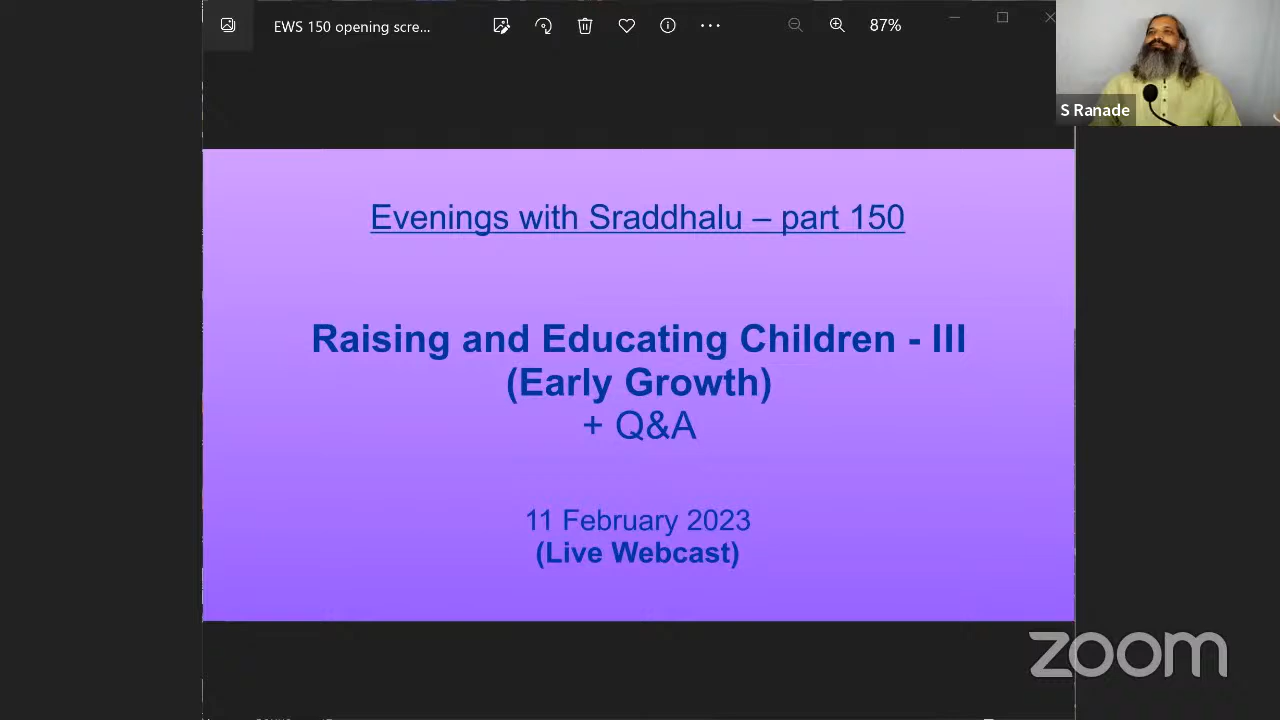 EWS 150 opening scre...
87%
S Ranade
Evenings with Sraddhalu – part 150
Raising and Educating Children - III
(Early Growth)
+ Q&A
11 February 2023
(Live Webcast)
zoom